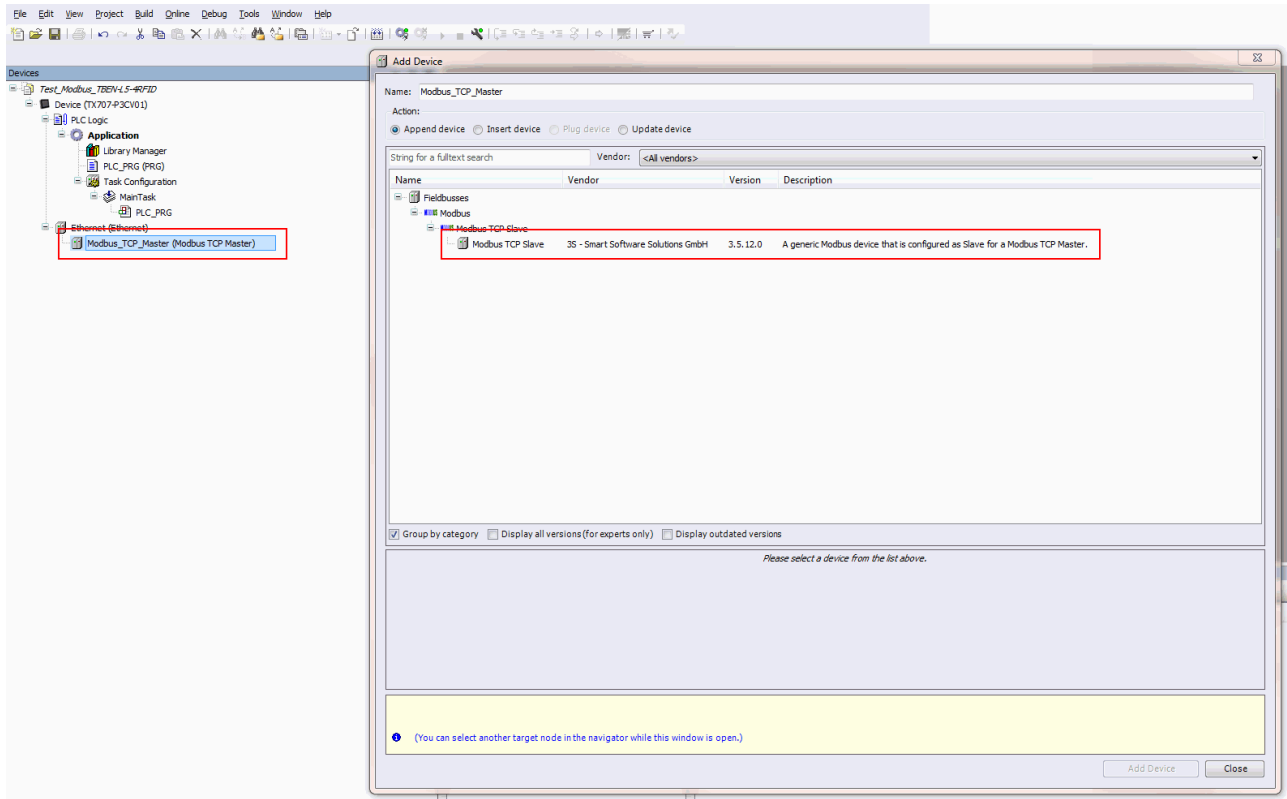 File Edit View Project Build Online Debug Tools Window Help
Add Device
Devices
Test_Modbus_TBEN-L5-4RFID
Device (TX707-P3CV01)
PLC Logic
Application
Library Manager
PLC_PRG (PRG)
Task Configuration
MainTask
PLC_PRG
Ethernet (Ethernet)
Modbus_TCP_Master (Modbus TCP Master)
Name: Modbus_TCP_Master
Action:
Append device Insert device Plug device Update device
String for a fulltext search Vendor: <All vendors>
Name Vendor Version Description
Fieldbusses
Modbus
Modbus TCP Slave
Modbus TCP Slave 3S - Smart Software Solutions GmbH 3.5.12.0 A generic Modbus device that is configured as Slave for a Modbus TCP Master.
Group by category Display all versions (for experts only) Display outdated versions
Please select a device from the list above.
(You can select another target node in the navigator while this window is open.)
Add Device Close